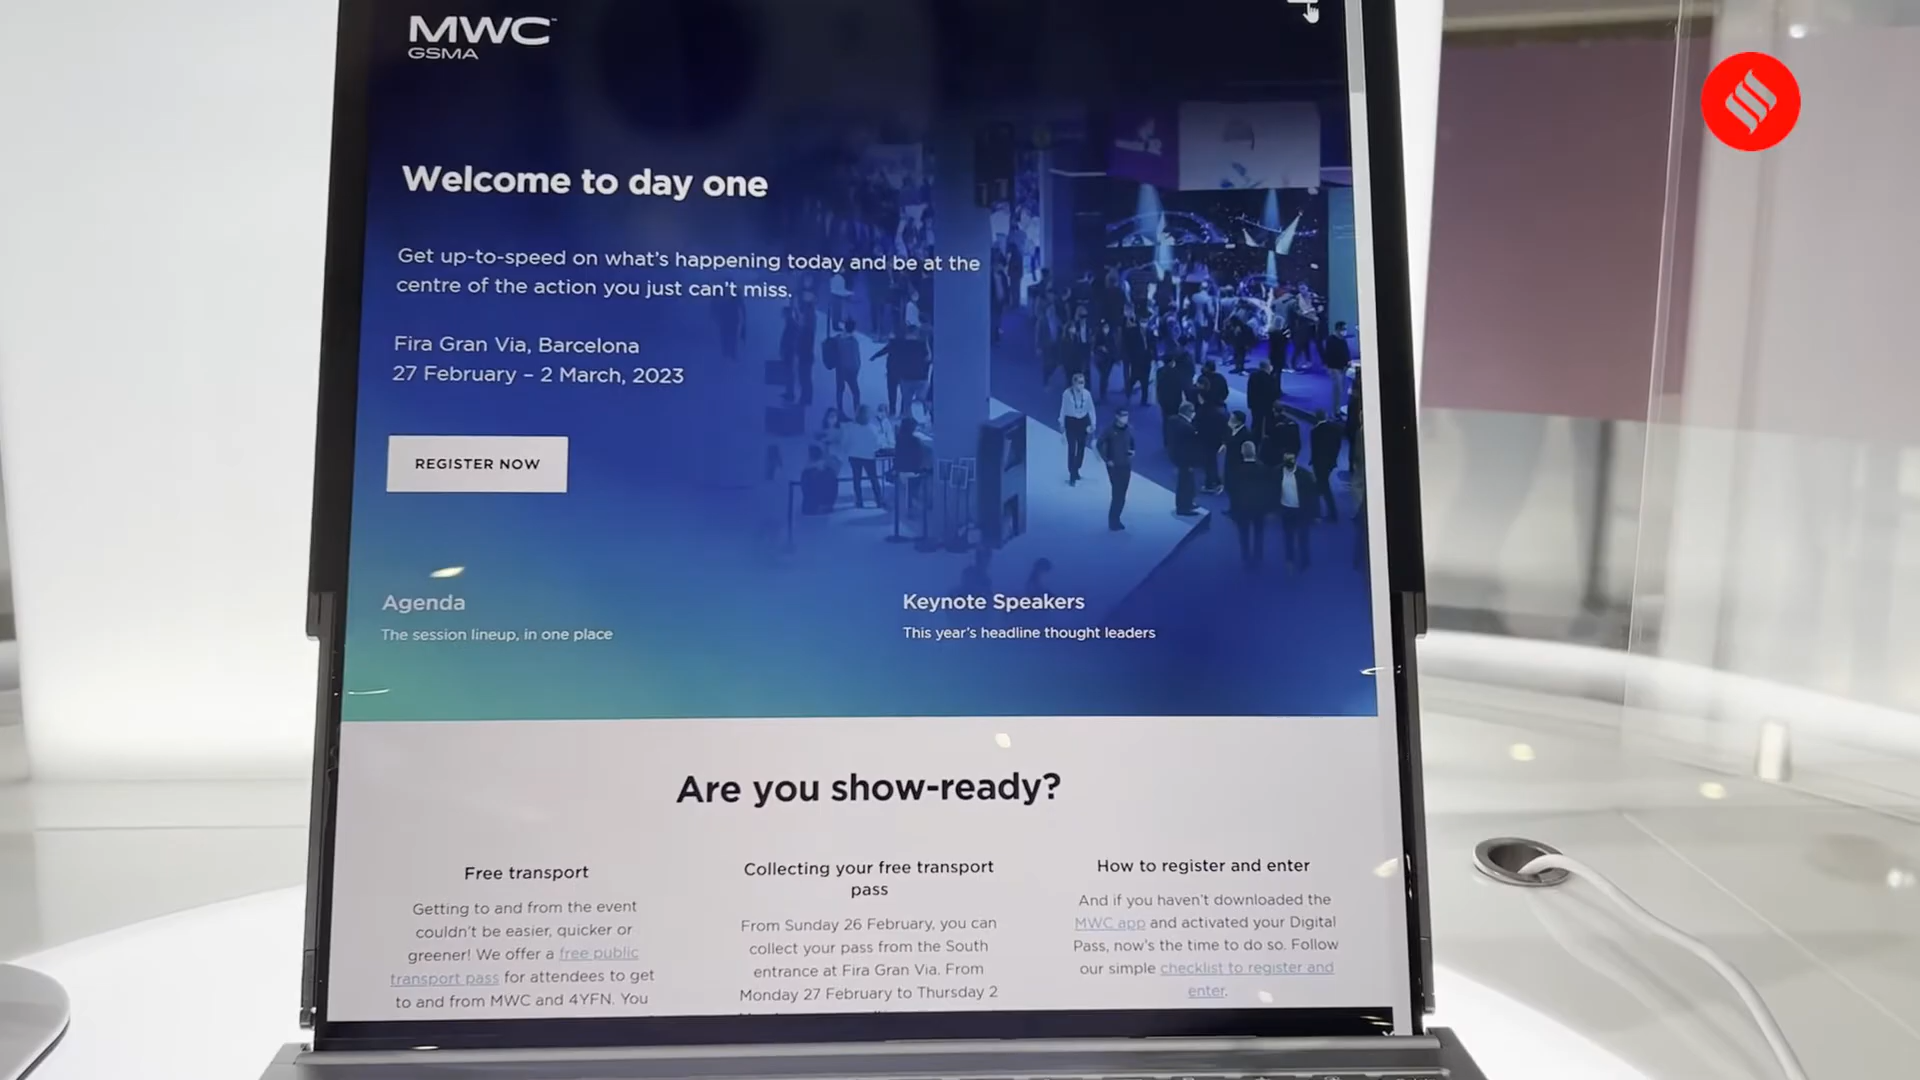 MWC
GSMA
Welcome to day one
Get up-to-speed on what's happening today and be at the
centre of the action you just can't miss.
Fira Gran Via, Barcelona
27 February – 2 March, 2023
REGISTER NOW
Agenda
The session lineup, in one place
Keynote Speakers
This year's headline thought leaders
Are you show-ready?
Free transport
Getting to and from the event
couldn't be easier, quicker or
greener! We offer a free public
transport pass for attendees to get
to and from MWC and 4YFN. You
Collecting your free transport
pass
From Sunday 26 February, you can
collect your pass from the South
entrance at Fira Gran Via. From
Monday 27 February to Thursday 2
How to register and enter
And if you haven't downloaded the
MWC app and activated your Digital
Pass, now's the time to do so. Follow
our simple checklist to register and
enter.